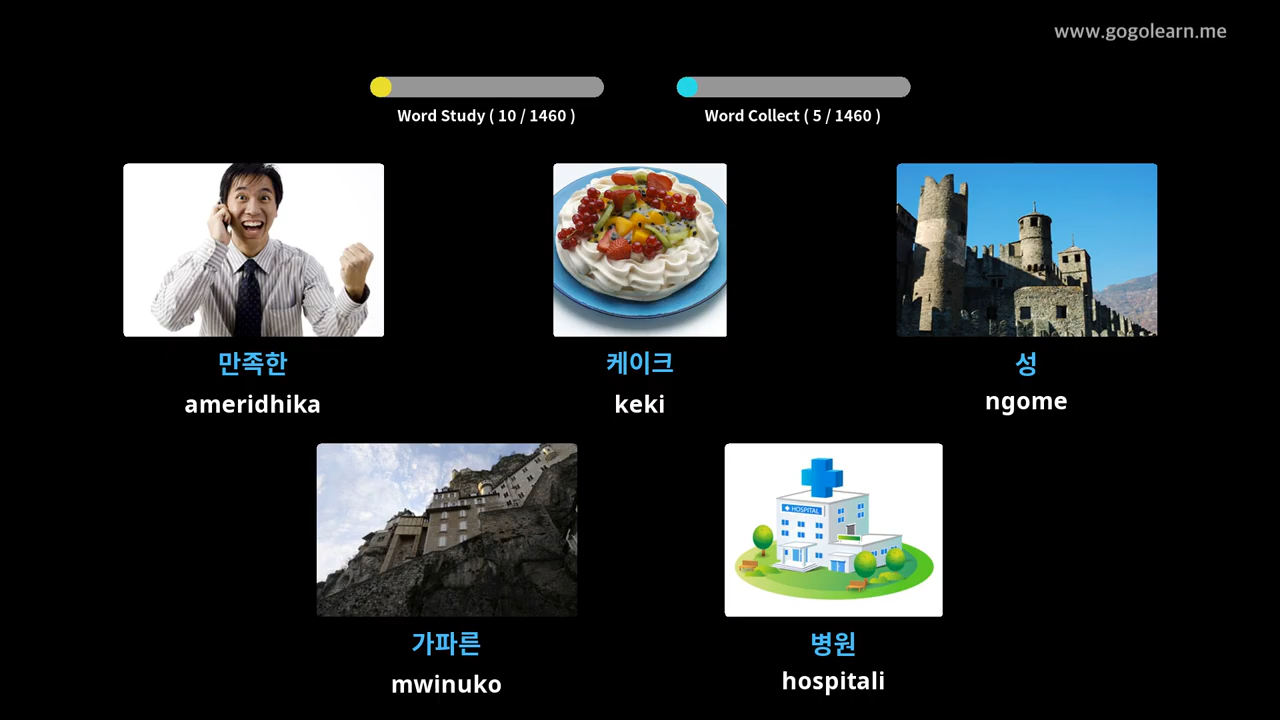 www.gogolearn.me
Word Study ( 10 / 1460 )
Word Collect ( 5 / 1460 )
만족한
ameridhika
케이크
keki
성
ngome
가파른
mwinuko
HOSPITAL
병원
hospitali